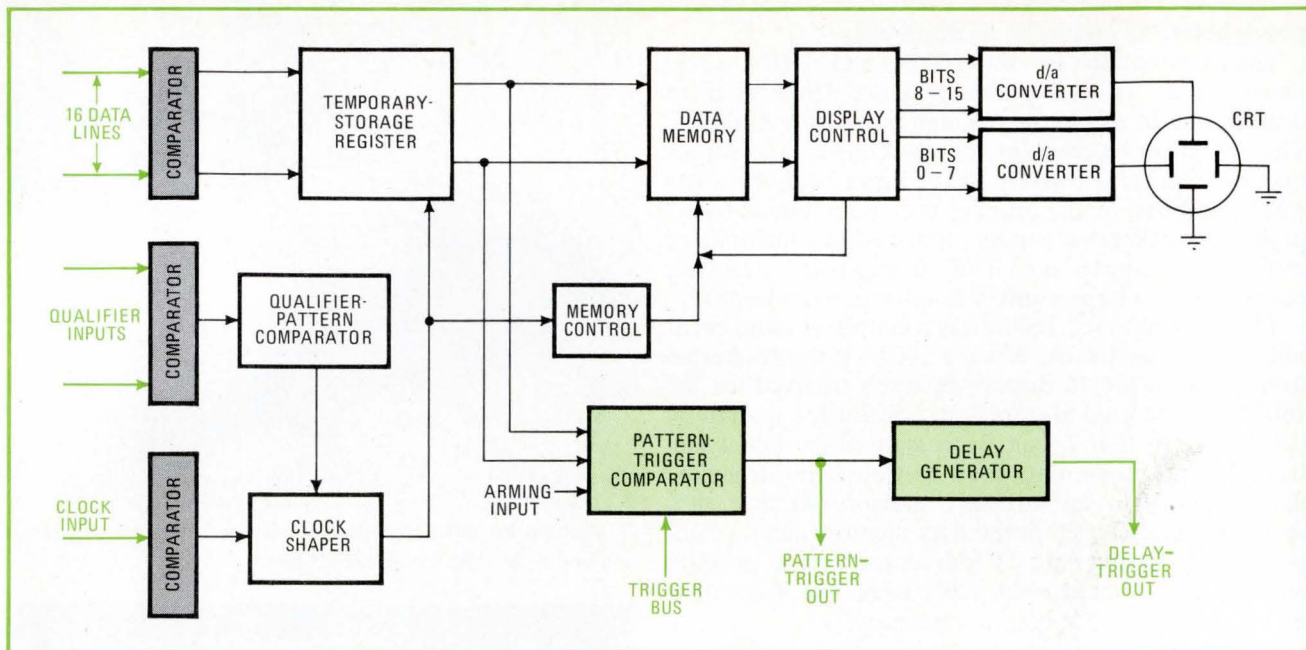 16 DATA
LINES
COMPARATOR
TEMPORARY-
STORAGE
REGISTER
DATA
MEMORY
DISPLAY
CONTROL
BITS
8 – 15
BITS
0 – 7
d/a
CONVERTER
d/a
CONVERTER
CRT
QUALIFIER
INPUTS
COMPARATOR
QUALIFIER-
PATTERN
COMPARATOR
MEMORY
CONTROL
CLOCK
INPUT
COMPARATOR
CLOCK
SHAPER
ARMING
INPUT
PATTERN-
TRIGGER
COMPARATOR
DELAY
GENERATOR
TRIGGER
BUS
PATTERN–
TRIGGER
OUT
DELAY–
TRIGGER
OUT